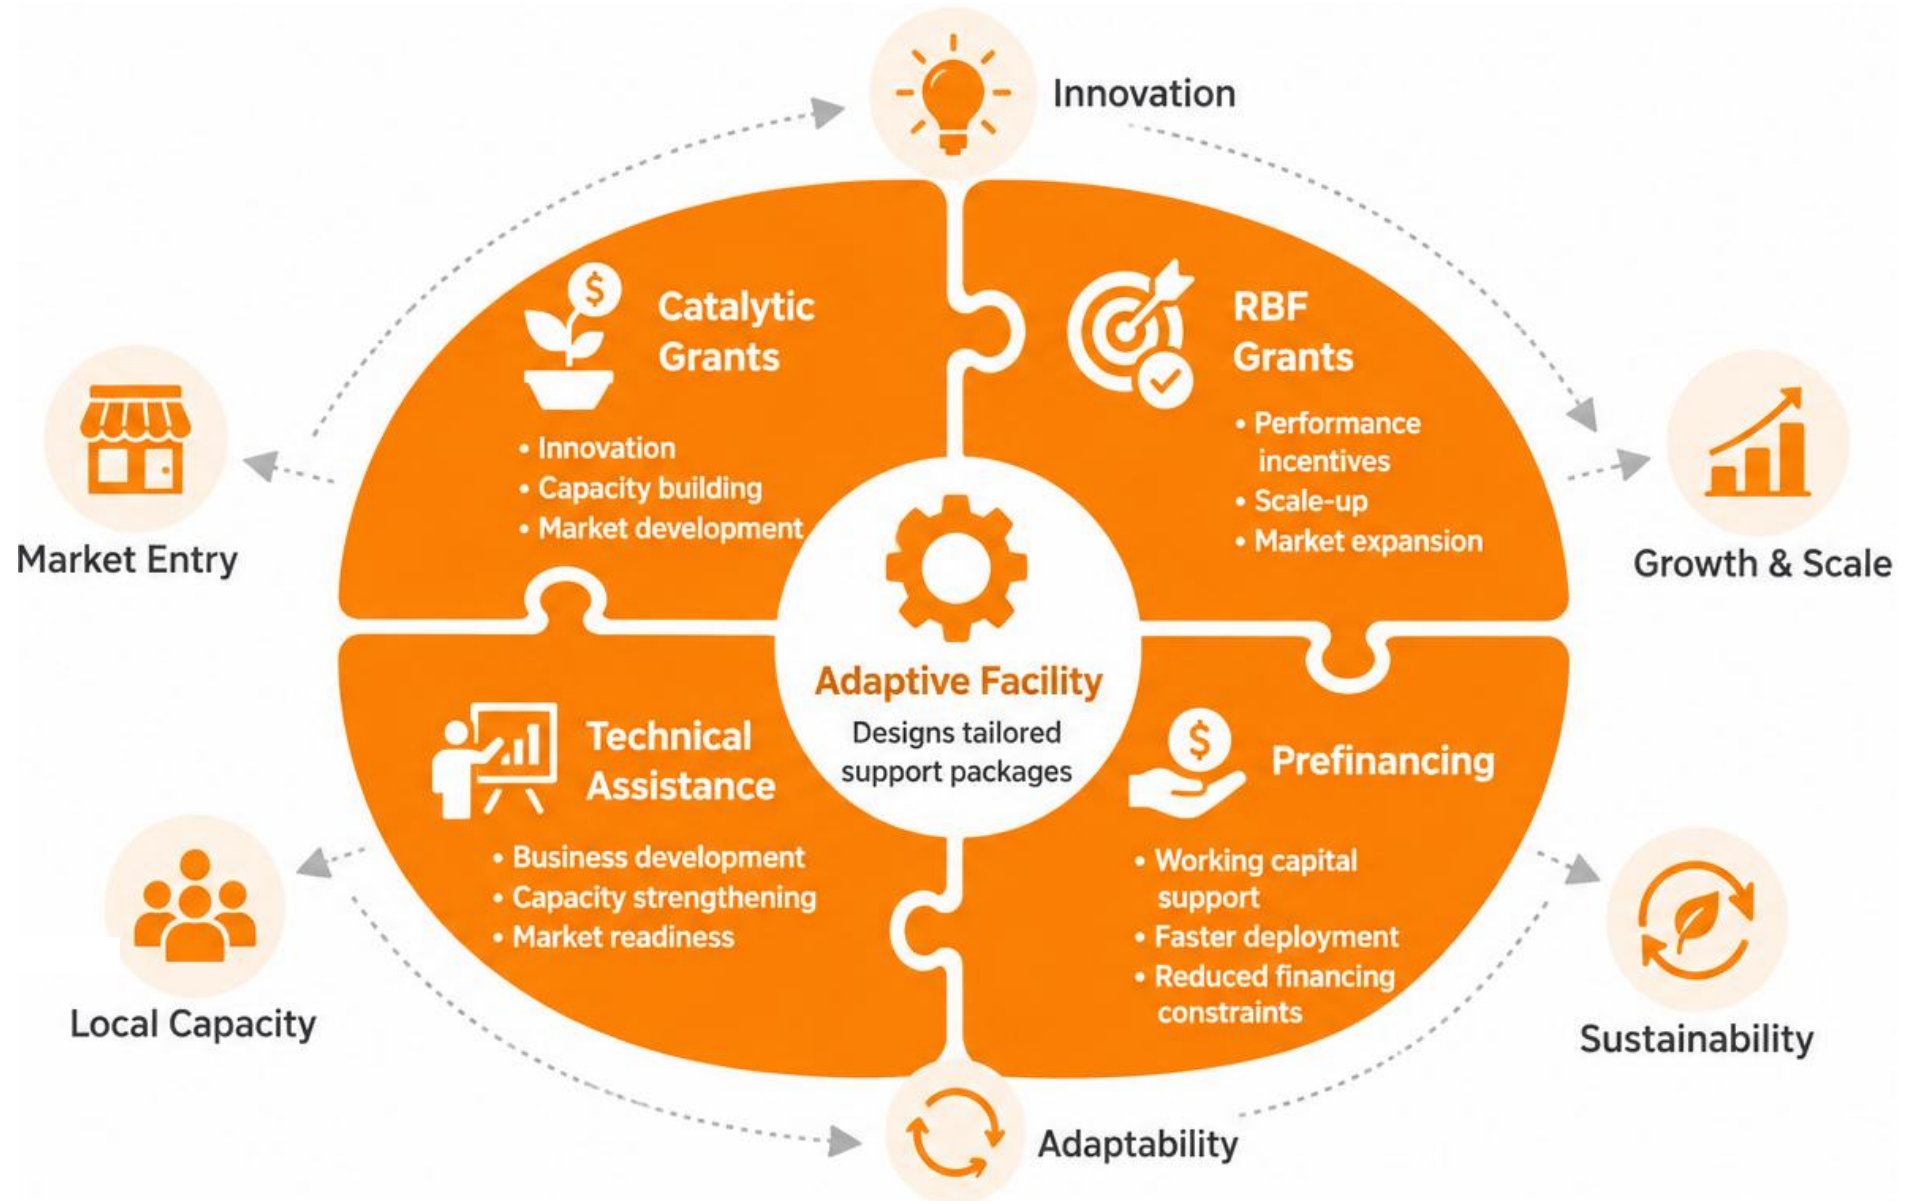 Innovation
Catalytic
Grants
• Innovation
• Capacity building
• Market development
RBF
Grants
• Performance
incentives
• Scale-up
• Market expansion
Market Entry
Growth & Scale
Adaptive Facility
Designs tailored
support packages
Technical
Assistance
• Business development
• Capacity strengthening
• Market readiness
$
Prefinancing
• Working capital
support
• Faster deployment
• Reduced financing
constraints
$
Local Capacity
Sustainability
Adaptability